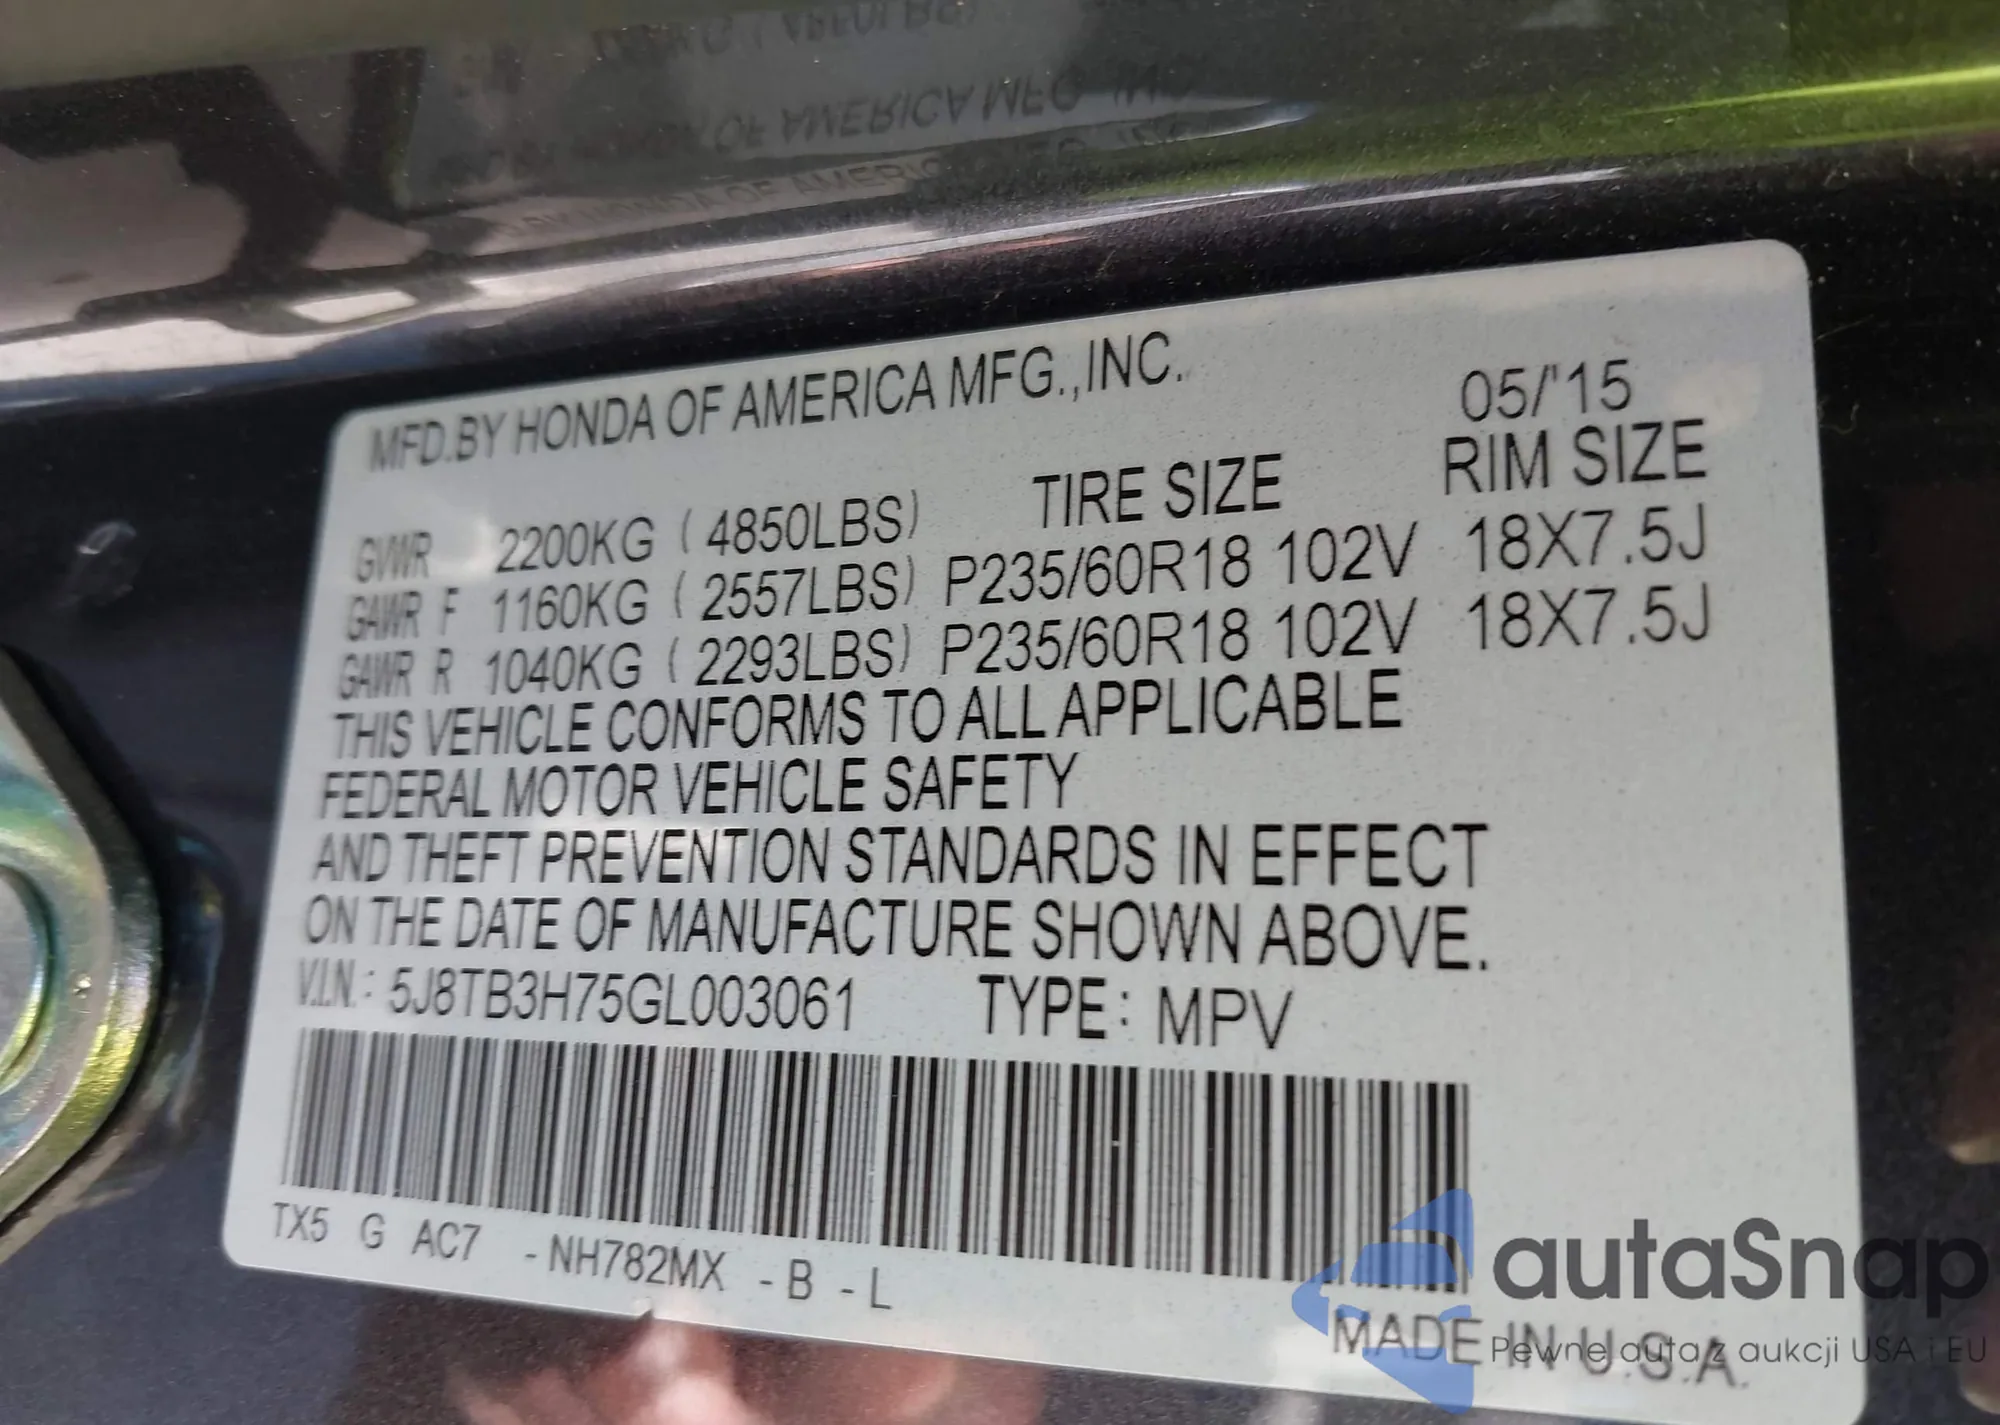 MFD.BY HONDA OF AMERICA MFG.,INC. 05/'15
TIRE SIZE RIM SIZE
GVWR 2200KG (4850LBS)
GAWR F 1160KG (2557LBS) P235/60R18 102V 18X7.5J
GAWR R 1040KG (2293LBS) P235/60R18 102V 18X7.5J
THIS VEHICLE CONFORMS TO ALL APPLICABLE
FEDERAL MOTOR VEHICLE SAFETY
AND THEFT PREVENTION STANDARDS IN EFFECT
ON THE DATE OF MANUFACTURE SHOWN ABOVE.
V.I.N.: 5J8TB3H75GL003061 TYPE: MPV
TX5 G AC7 -NH782MX -B -L
MADE IN U.S.A.
autaSnap
Pewne auta z aukcji USA i EU